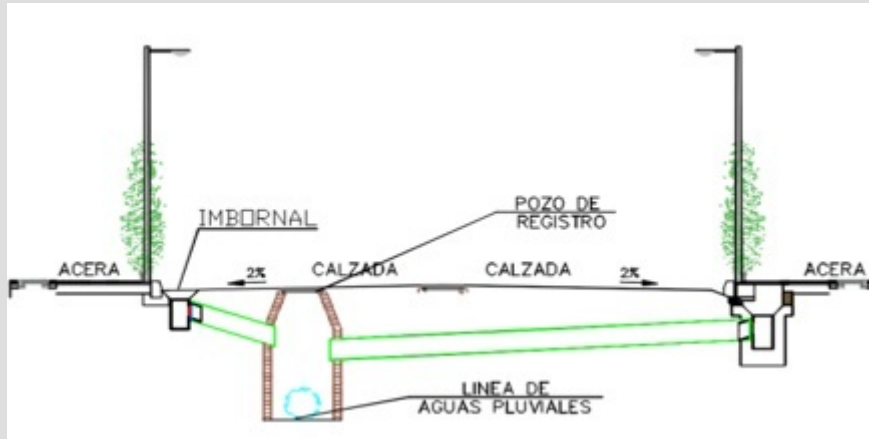 POZO DE
REGISTRO
IMBORNAL
ACERA
2%
CALZADA
CALZADA
2%
ACERA
LINEA DE
AGUAS PLUVIALES